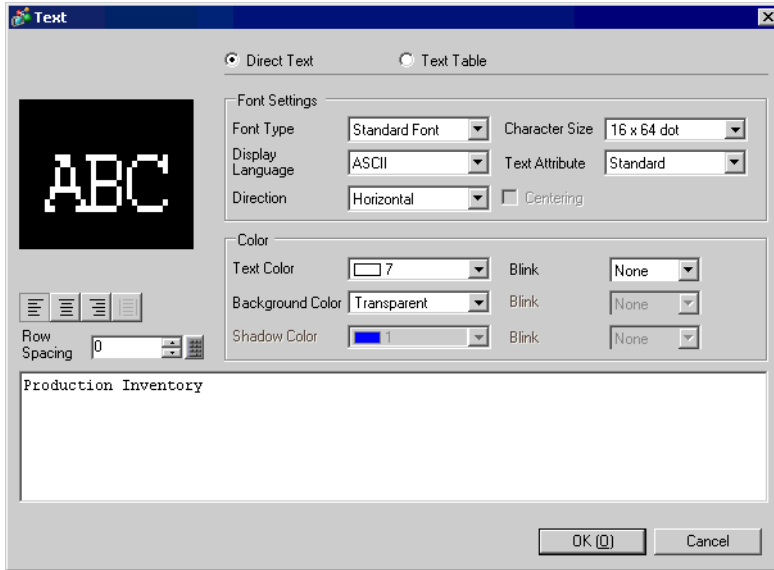 Text
Direct Text Text Table
Font Settings
Font Type Standard Font Character Size 16 x 64 dot
Display
Language ASCII Text Attribute Standard
Direction Horizontal Centering
ABC
Color
Text Color 7 Blink None
Background Color Transparent Blink None
Shadow Color 1 Blink None
Row
Spacing 0
Production Inventory
OK (O) Cancel